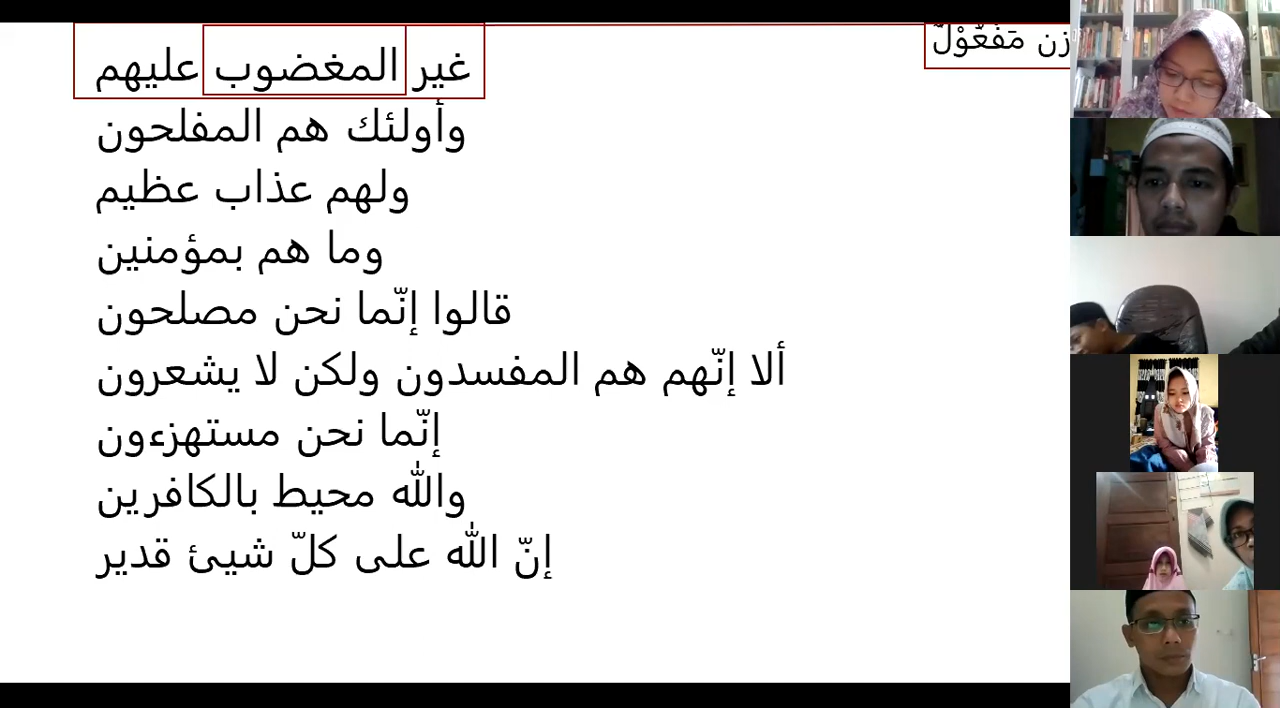 غير المغضوب عليهم
زن مَفْعُوْلٌ
وأولئك هم المفلحون
ولهم عذاب عظيم
وما هم بمؤمنين
قالوا إنّما نحن مصلحون
ألا إنّهم هم المفسدون ولكن لا يشعرون
إنّما نحن مستهزءون
والله محيط بالكافرين
إنّ الله على كلّ شيئ قدير